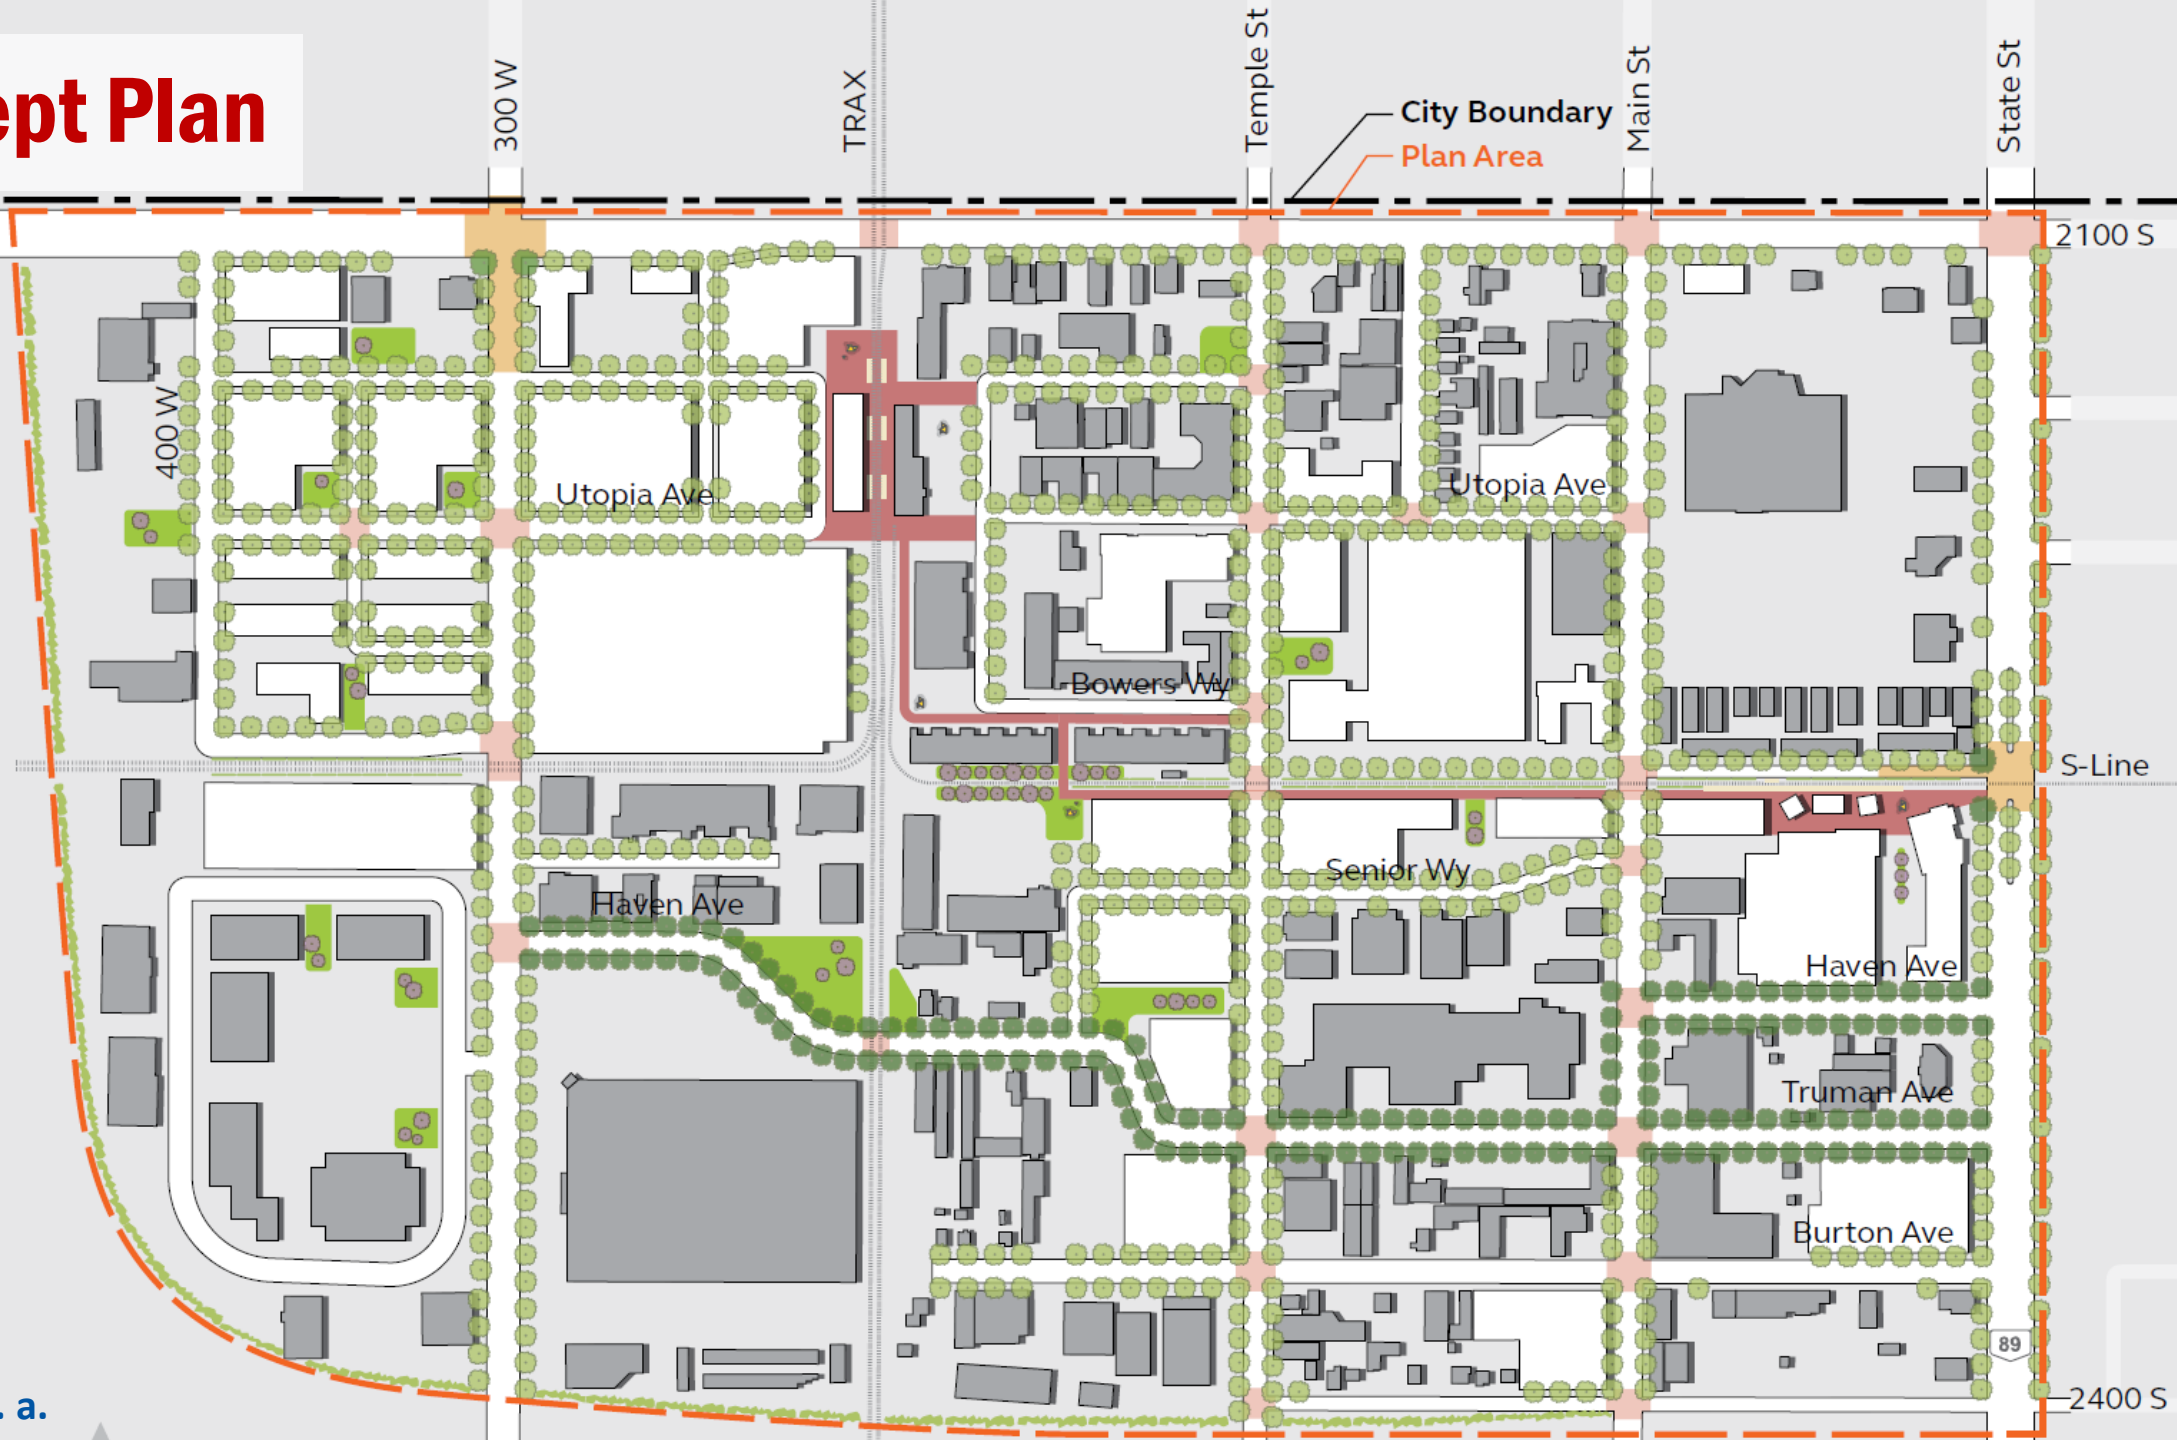 ept Plan
300 W
TRAX
Temple St
City Boundary
Plan Area
Main St
State St
2100 S
400 W
Utopia Ave
Utopia Ave
Bowers Wy
S-Line
Senior Wy
Haven Ave
Haven Ave
Truman Ave
Burton Ave
89
2400 S
. a.